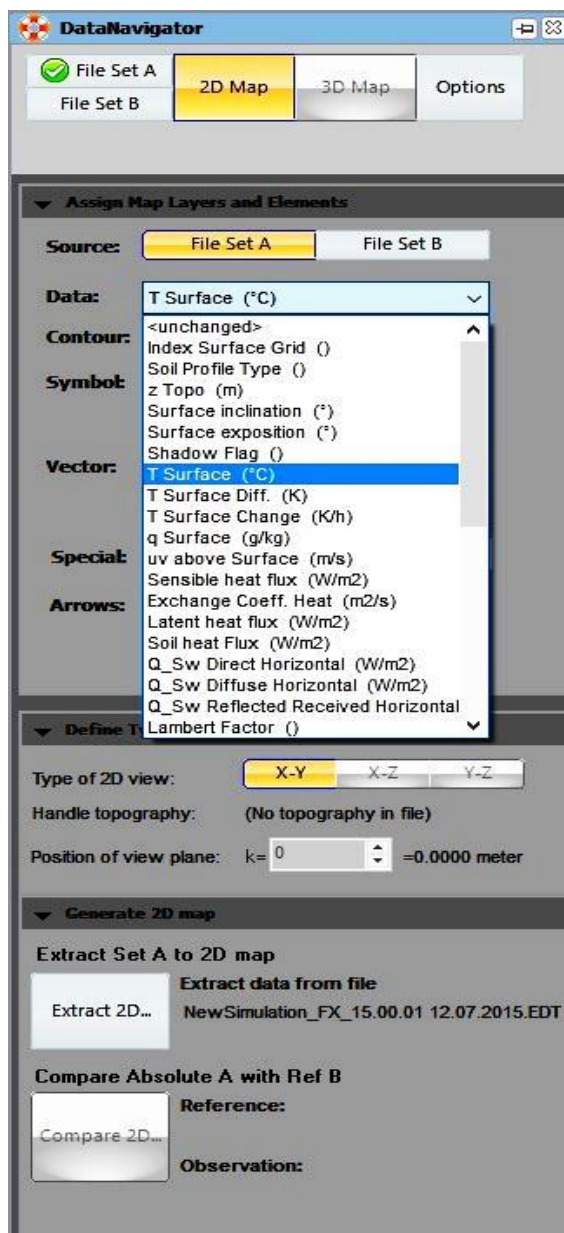 DataNavigator
File Set A
File Set B
2D Map
3D Map
Options
Assign Map Layers and Elements
Source: File Set A File Set B
Data: T Surface (°C)
Contour:
Symbol:
Vector:
Special:
Arrows:
<unchanged>
Index Surface Grid ()
Soil Profile Type ()
z Topo (m)
Surface inclination (°)
Surface exposition (°)
Shadow Flag ()
T Surface (°C)
T Surface Diff. (K)
T Surface Change (K/h)
q Surface (g/kg)
uv above Surface (m/s)
Sensible heat flux (W/m2)
Exchange Coeff. Heat (m2/s)
Latent heat flux (W/m2)
Soil heat Flux (W/m2)
Q_Sw Direct Horizontal (W/m2)
Q_Sw Diffuse Horizontal (W/m2)
Q_Sw Reflected Received Horizontal
Lambert Factor ()
Define T
Type of 2D view: X-Y X-Z Y-Z
Handle topography: (No topography in file)
Position of view plane: k= 0 =0.0000 meter
Generate 2D map
Extract Set A to 2D map
Extract 2D...
Extract data from file
NewSimulation_FX_15.00.01 12.07.2015.EDT
Compare Absolute A with Ref B
Compare 2D...
Reference:
Observation: